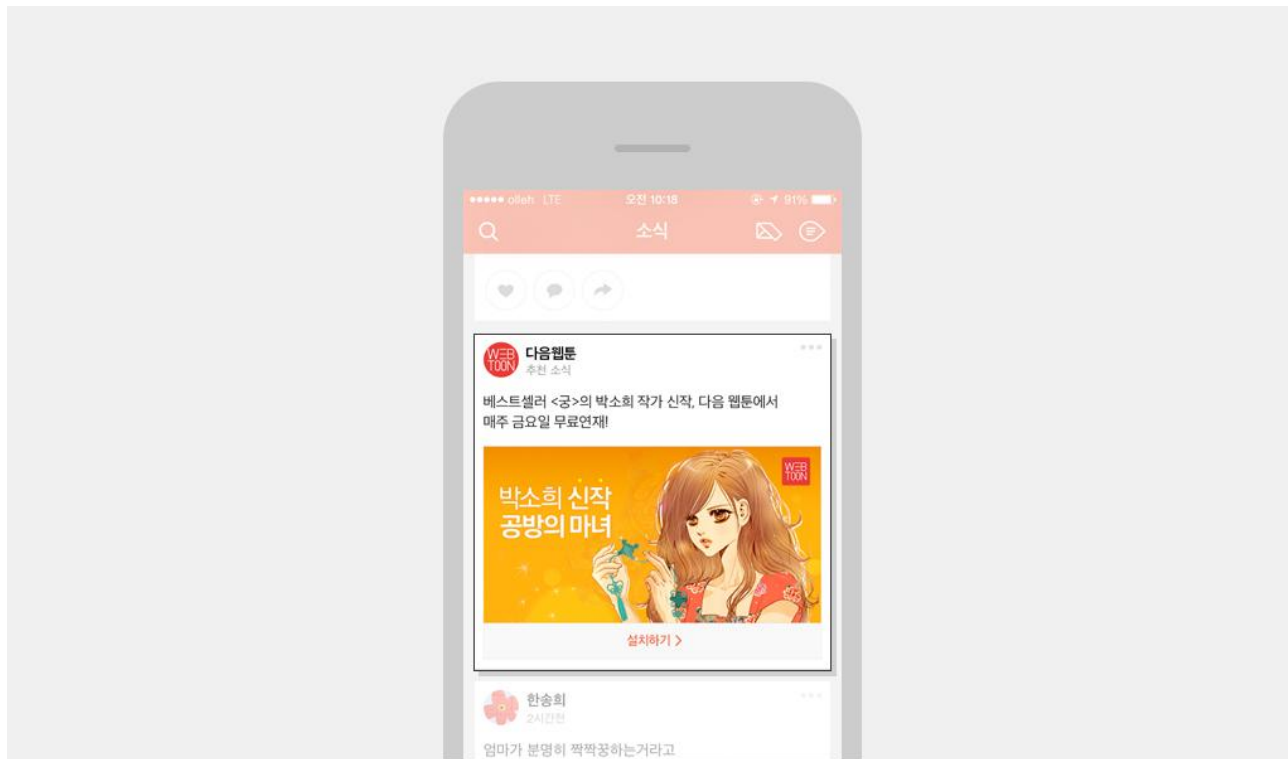 olleh LTE 오전 10:18 91%
소식
WEB TOON
다음웹툰
추천 소식
베스트셀러 <궁>의 박소희 작가 신작, 다음 웹툰에서
매주 금요일 무료연재!
WEB
TOON
박소희 신작
공방의 마녀
설치하기 >
한송희
2시간전
엄마가 분명히 짝짝꿍하는거라고